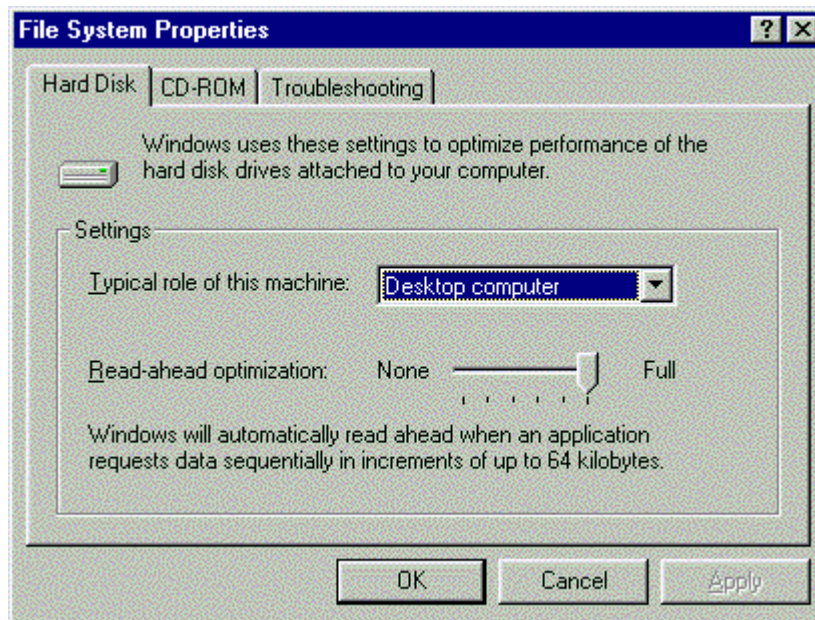 File System Properties
Hard Disk CD-ROM Troubleshooting
Windows uses these settings to optimize performance of the
hard disk drives attached to your computer.
Settings
Typical role of this machine: Desktop computer
Read-ahead optimization: None Full
Windows will automatically read ahead when an application
requests data sequentially in increments of up to 64 kilobytes.
OK Cancel Apply